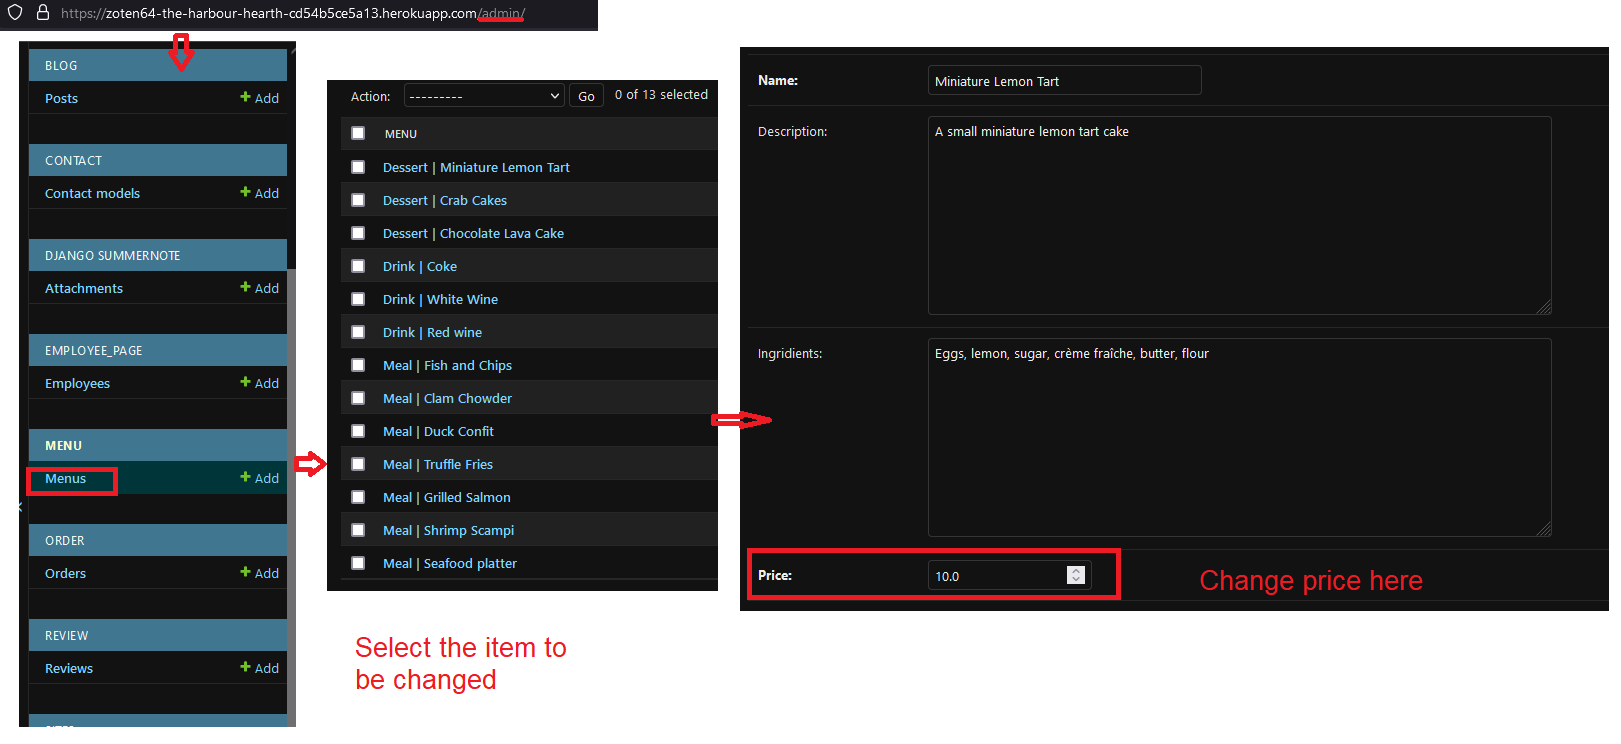 https://zoten64-the-harbour-hearth-cd54b5ce5a13.herokuapp.com/admin/
BLOG
Posts + Add
CONTACT
Contact models + Add
DJANGO SUMMERNOTE
Attachments + Add
EMPLOYEE_PAGE
Employees + Add
MENU
Menus + Add
ORDER
Orders + Add
REVIEW
Reviews + Add
Action: --------- Go 0 of 13 selected
MENU
Dessert | Miniature Lemon Tart
Dessert | Crab Cakes
Dessert | Chocolate Lava Cake
Drink | Coke
Drink | White Wine
Drink | Red wine
Meal | Fish and Chips
Meal | Clam Chowder
Meal | Duck Confit
Meal | Truffle Fries
Meal | Grilled Salmon
Meal | Shrimp Scampi
Meal | Seafood platter
Select the item to
be changed
Name: Miniature Lemon Tart
Description: A small miniature lemon tart cake
Ingridients: Eggs, lemon, sugar, crème fraîche, butter, flour
Price: 10.0
Change price here